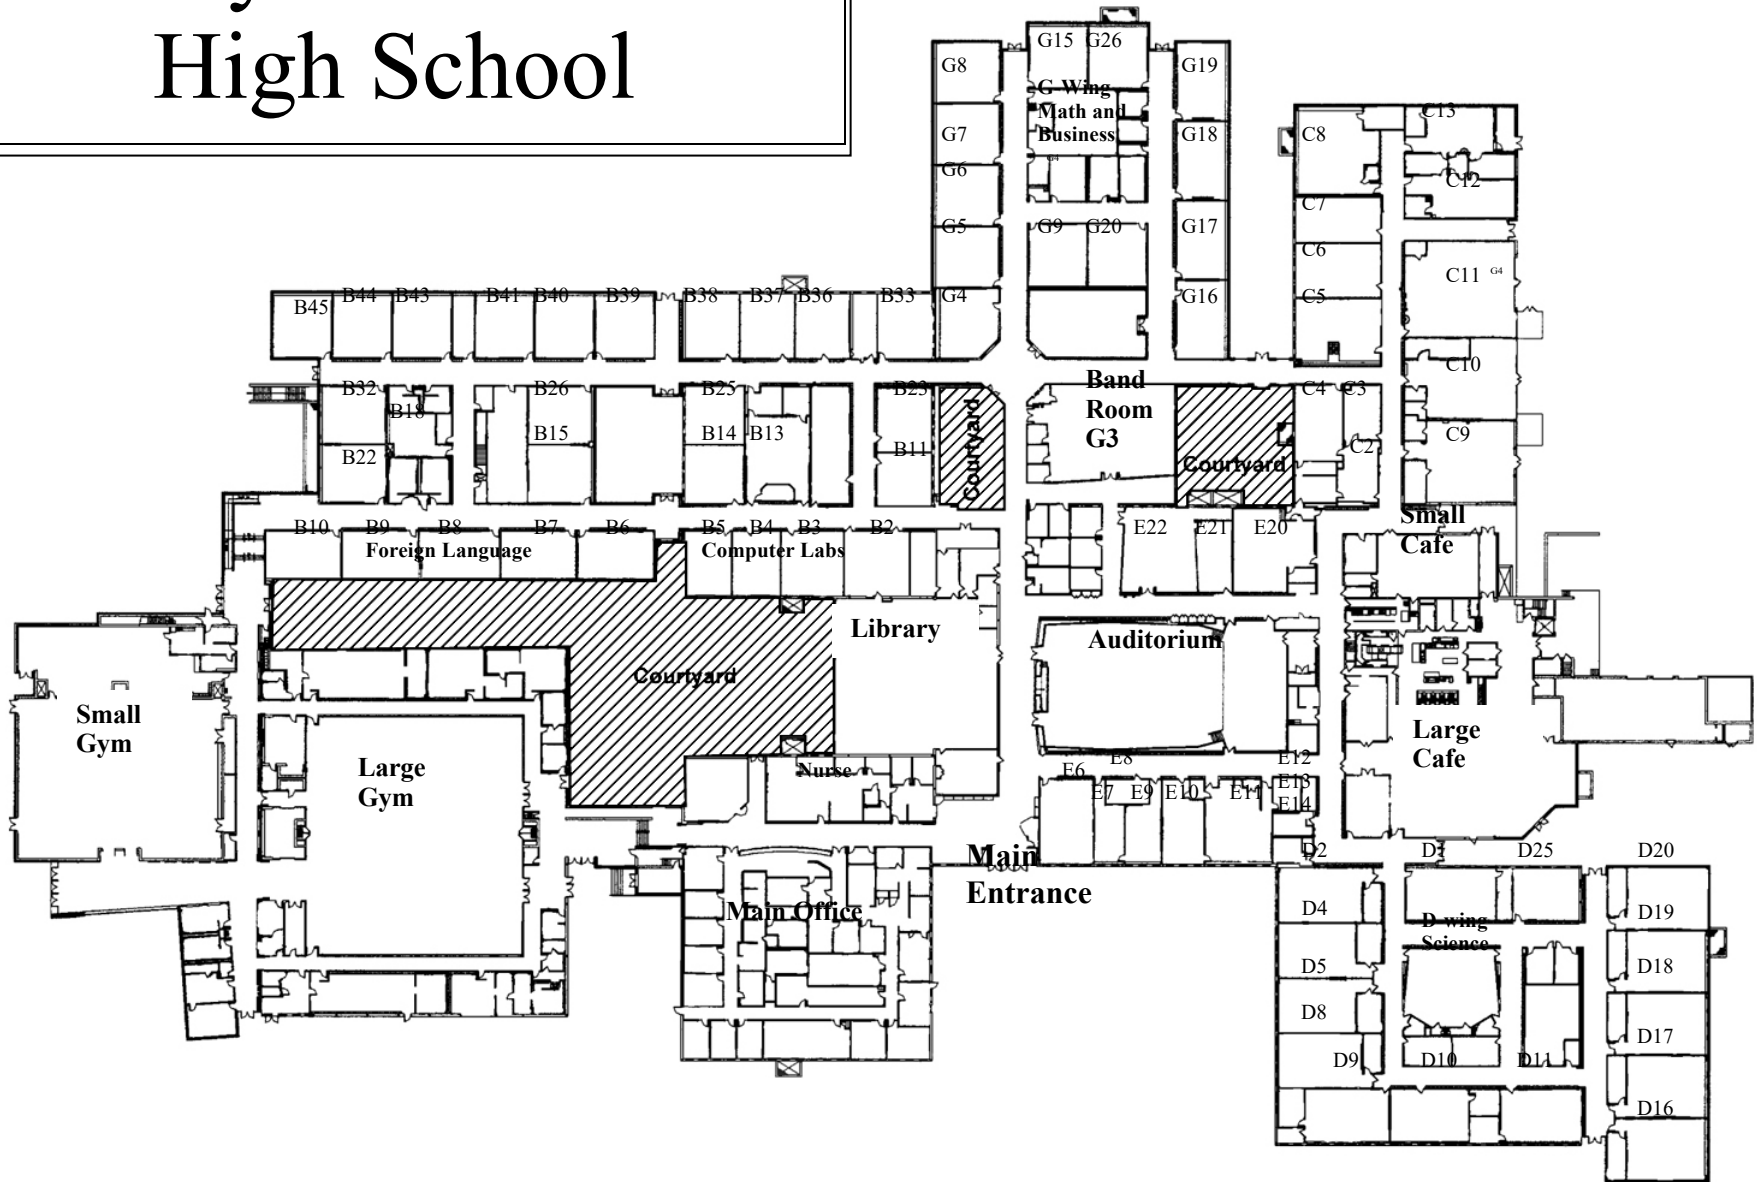 High School
G15 G26
G8
G19
G-Wing
Math and
Business
C13
G7
G18
C8
G4
G6
C12
C7
G5
G9 G20
G17
C6
C11 G4
B45
B44 B43
B41 B40
B39
B38
B37 B36
B33
G4
G16
C5
C10
B32
B18
B26
B25
B23
Courtyard
Band
Room
G3
C4 C3
B15
B14 B13
B11
C2
C9
B22
Courtyard
B10
B9
B8
B7
B6
B5
B4
B3
B2
E22
E21
E20
Small
Cafe
Foreign Language
Computer Labs
Library
Auditorium
Courtyard
Small
Gym
Large
Cafe
Large
Gym
Nurse
E6
E8
E12
E7
E9
E10
E11
E13
E14
Main
Entrance
D2
D1
D25
D20
Main Office
D4
D-wing
Science
D19
D5
D18
D8
D17
D9
D10
D11
D16